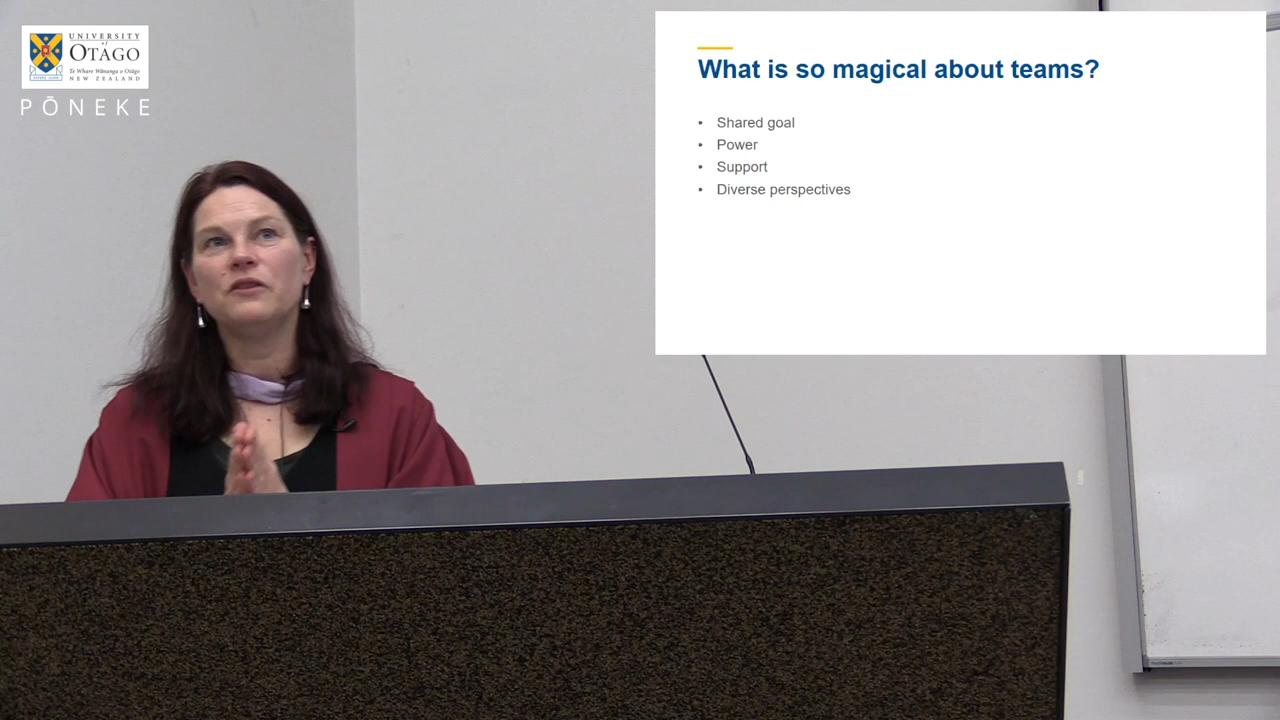 UNIVERSITY
of
OTAGO
Te Whare Wānanga o Otāgo
NEW ZEALAND
PŌNEKE
What is so magical about teams?
• Shared goal
• Power
• Support
• Diverse perspectives